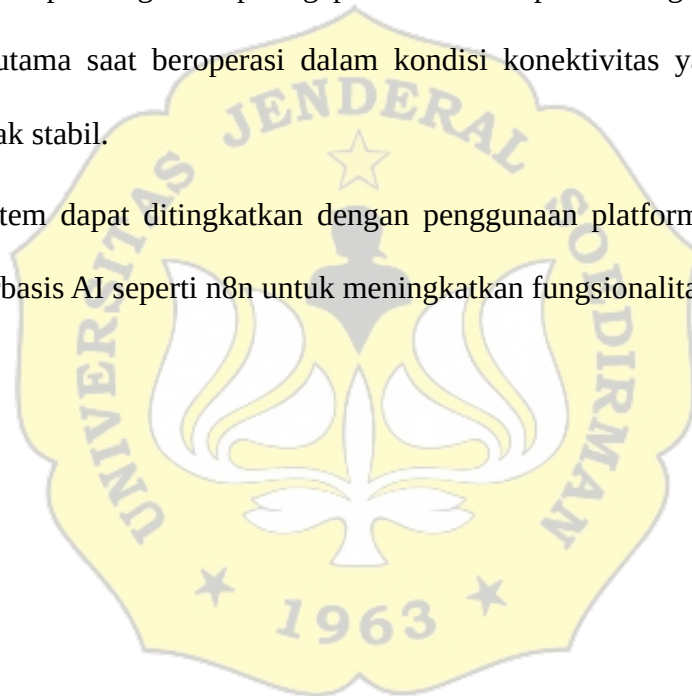 utama saat beroperasi dalam kondisi konektivitas ya
ak stabil.
tem dapat ditingkatkan dengan penggunaan platform
basis AI seperti n8n untuk meningkatkan fungsionalita
UNIVERSITAS JENDERAL SOEDIRMAN
1963